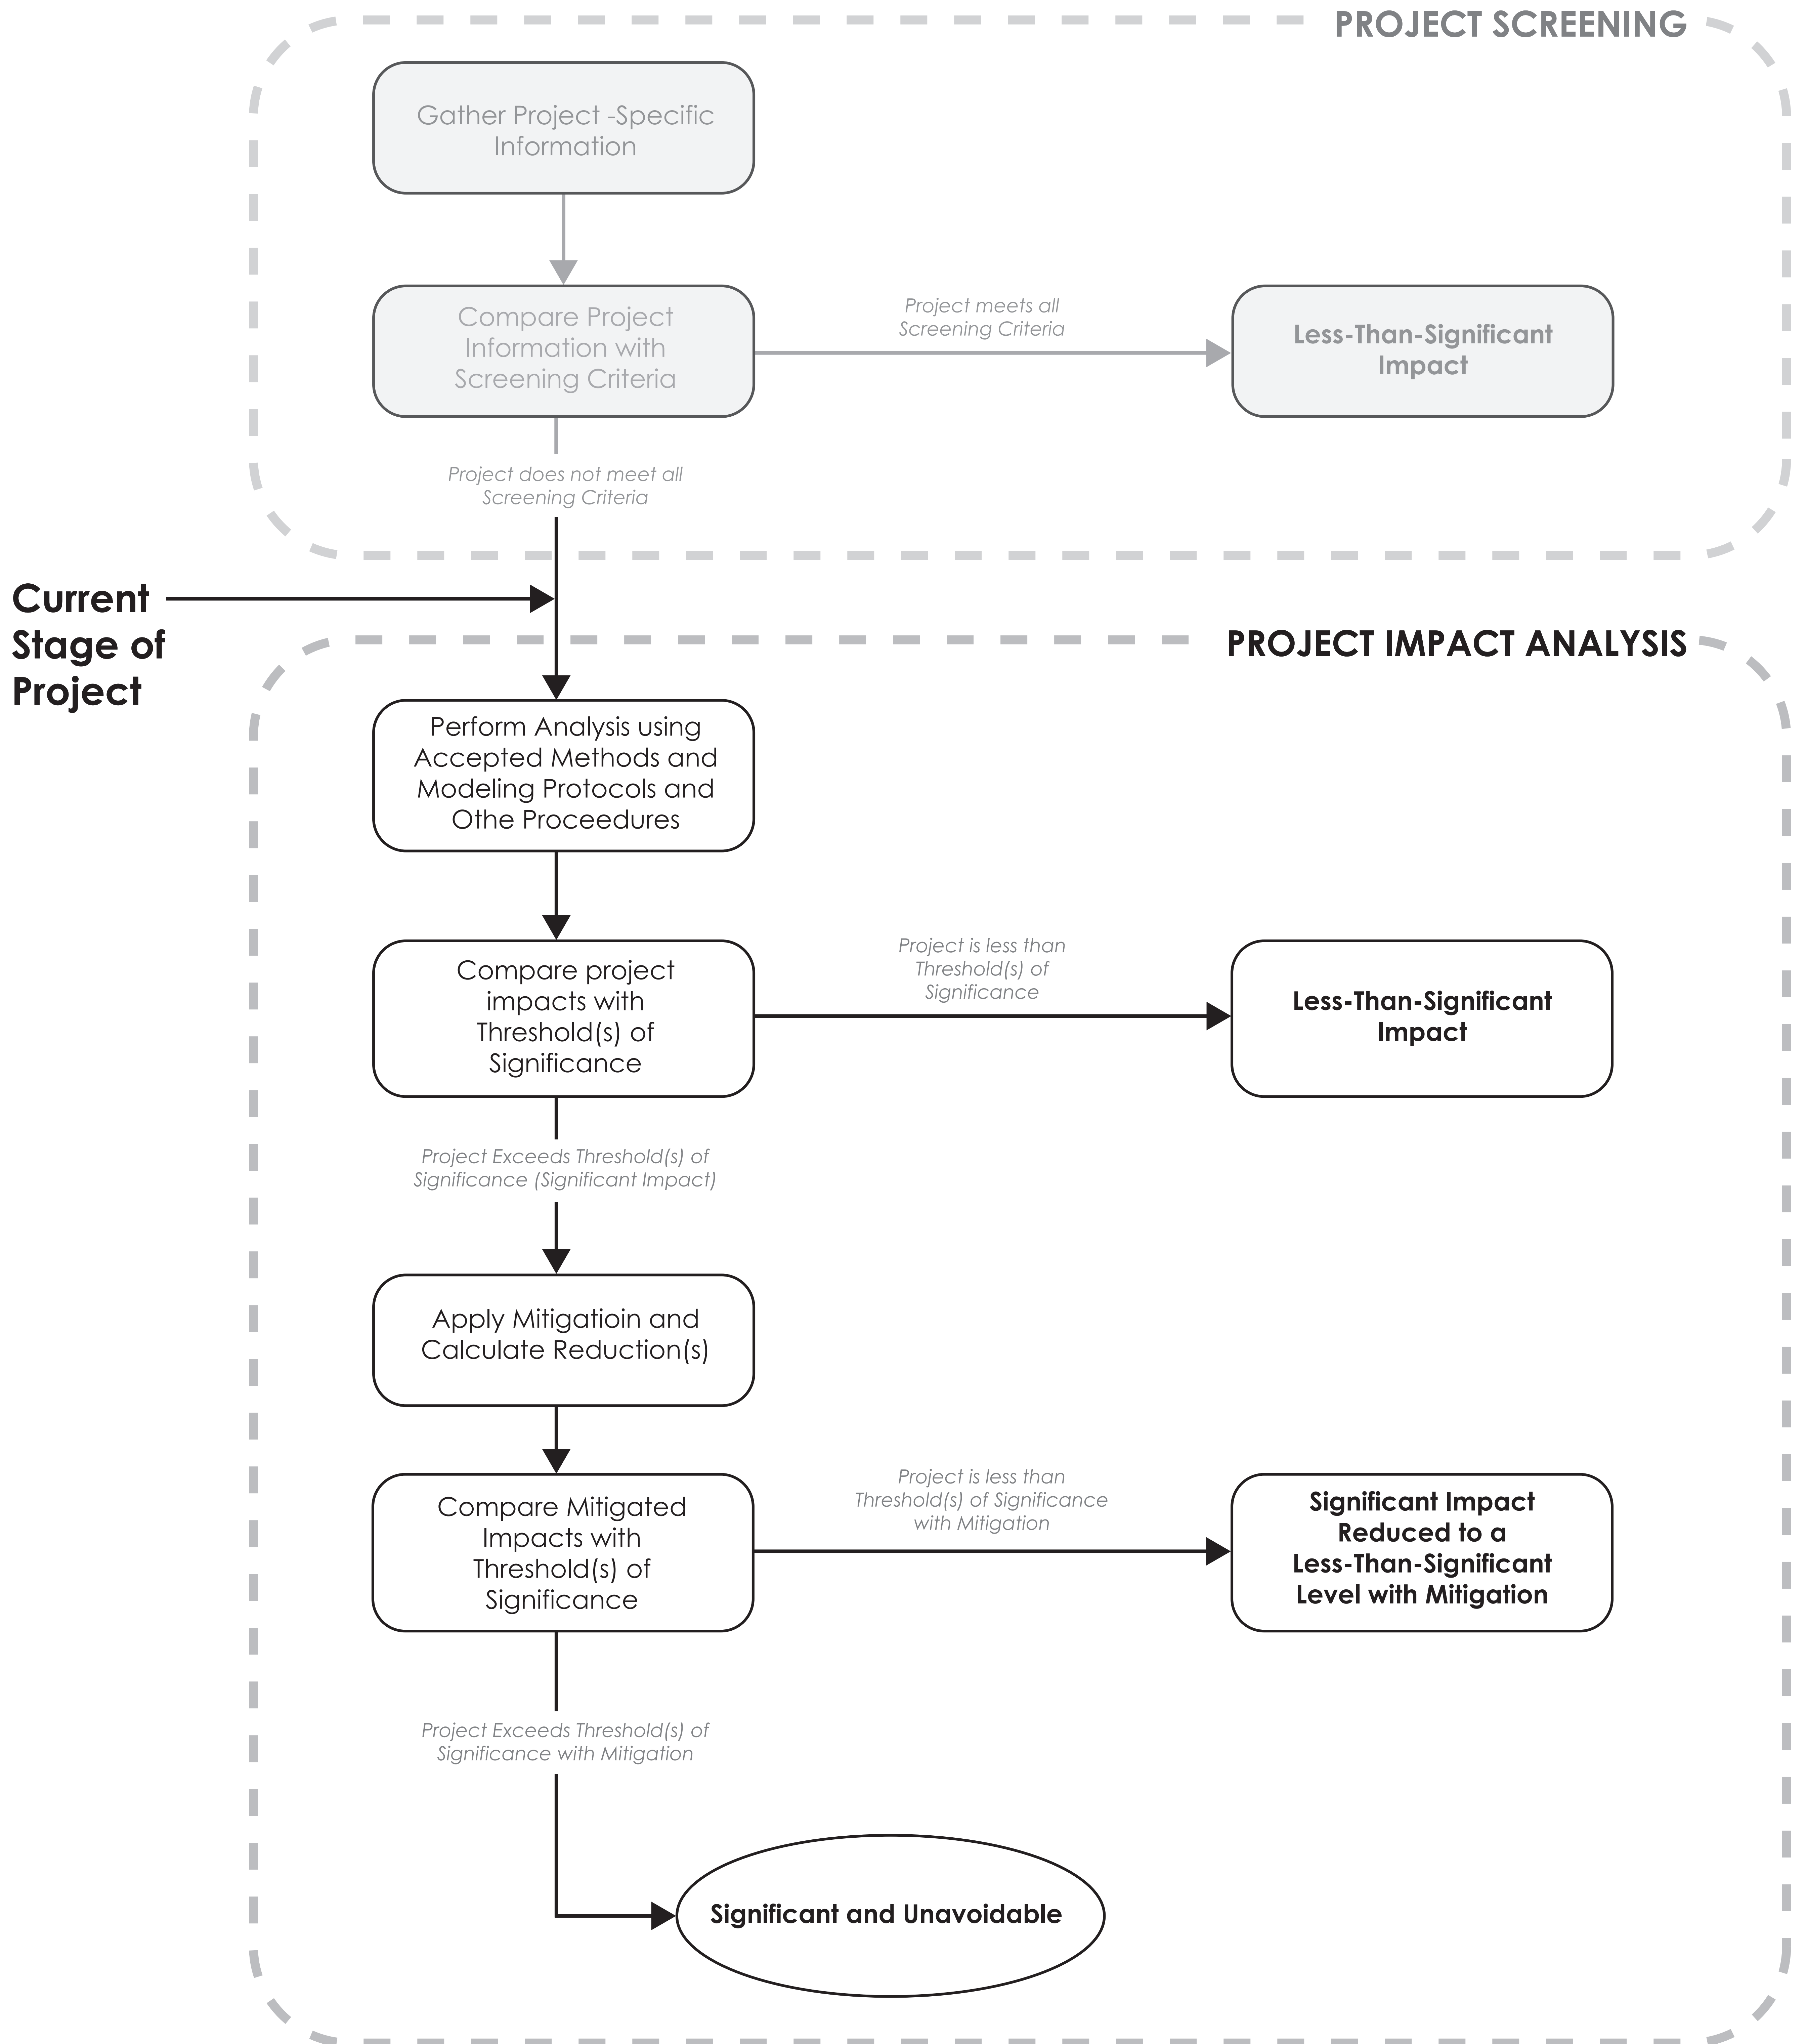 PROJECT SCREENING
Gather Project -Specific
Information
Compare Project
Information with
Screening Criteria
Project meets all
Screening Criteria
Less-Than-Significant
Impact
Project does not meet all
Screening Criteria
Current
Stage of
Project
PROJECT IMPACT ANALYSIS
Perform Analysis using
Accepted Methods and
Modeling Protocols and
Othe Proceedures
Compare project
impacts with
Threshold(s) of
Significance
Project is less than
Threshold(s) of
Significance
Less-Than-Significant
Impact
Project Exceeds Threshold(s) of
Significance (Significant Impact)
Apply Mitigatioin and
Calculate Reduction(s)
Compare Mitigated
Impacts with
Threshold(s) of
Significance
Project is less than
Threshold(s) of Significance
with Mitigation
Significant Impact
Reduced to a
Less-Than-Significant
Level with Mitigation
Project Exceeds Threshold(s) of
Significance with Mitigation
Significant and Unavoidable